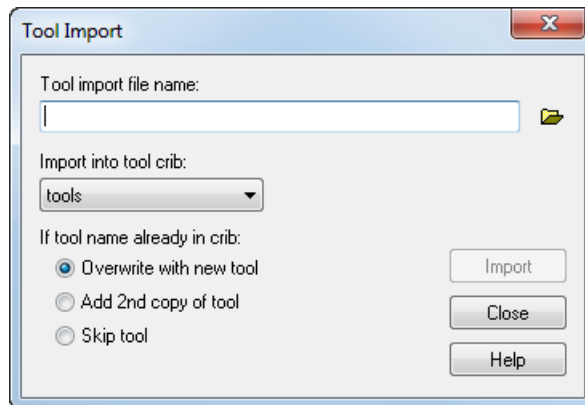 Tool Import
Tool import file name:
Import into tool crib:
tools
If tool name already in crib:
Overwrite with new tool
Add 2nd copy of tool
Skip tool
Import
Close
Help